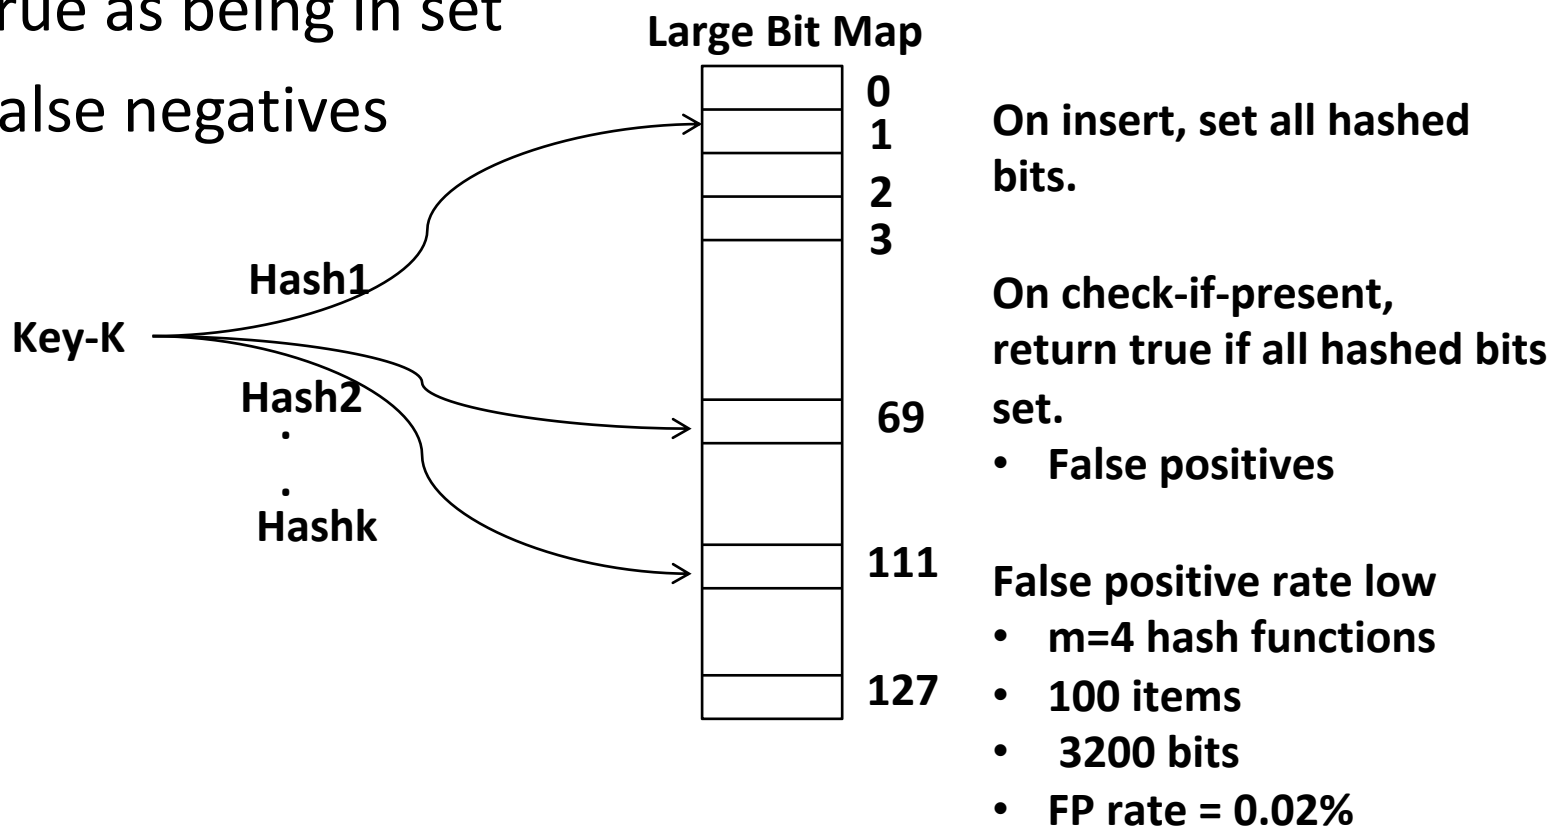 rue as being in set
alse negatives
Large Bit Map
0
1
2
3
69
111
127
Hash1
Key-K
Hash2
.
.
Hashk
On insert, set all hashed
bits.
On check-if-present,
return true if all hashed bits
set.
• False positives
False positive rate low
• m=4 hash functions
• 100 items
• 3200 bits
• FP rate = 0.02%